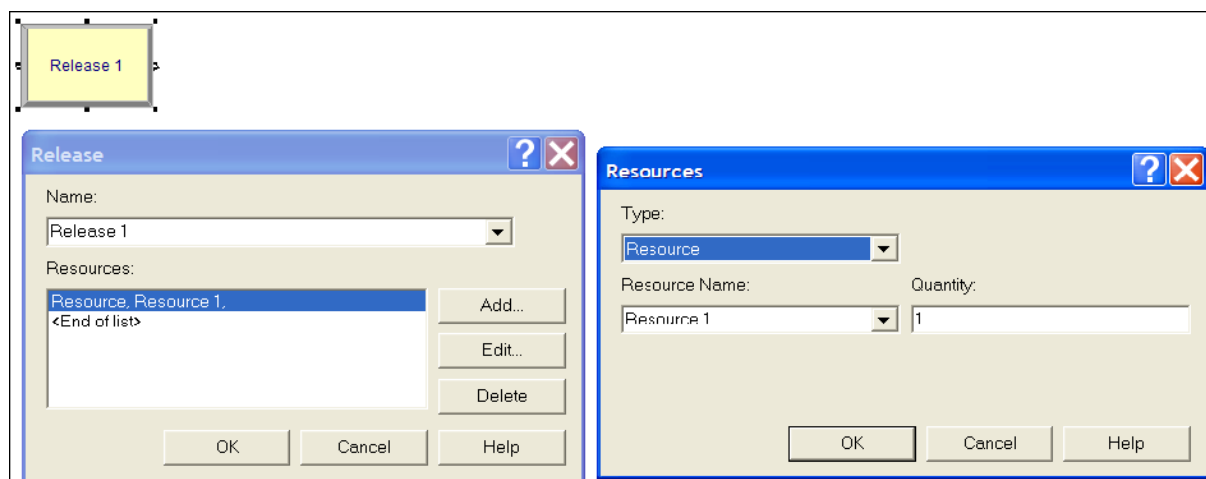 Release 1
Release
Name:
Release 1
Resources:
Resource, Resource 1,
<End of list>
Add...
Edit...
Delete
OK Cancel Help
Resources
Type:
Resource
Resource Name: Quantity:
Resource 1 1
OK Cancel Help